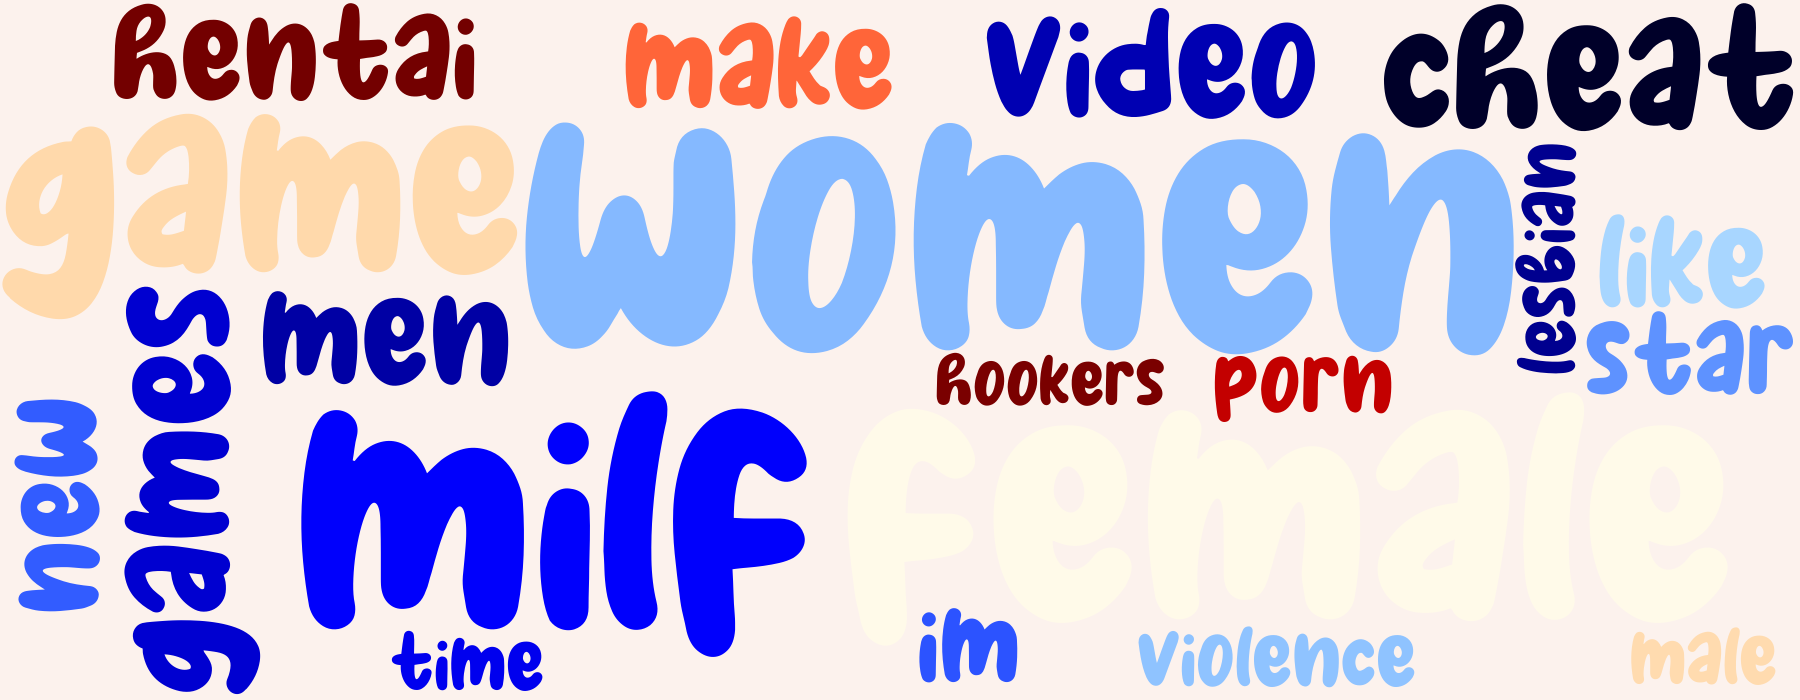 hentai
make
video
cheat
game
women
lesbian
like
star
men
games
hookers
porn
new
milf
female
time
im
violence
male